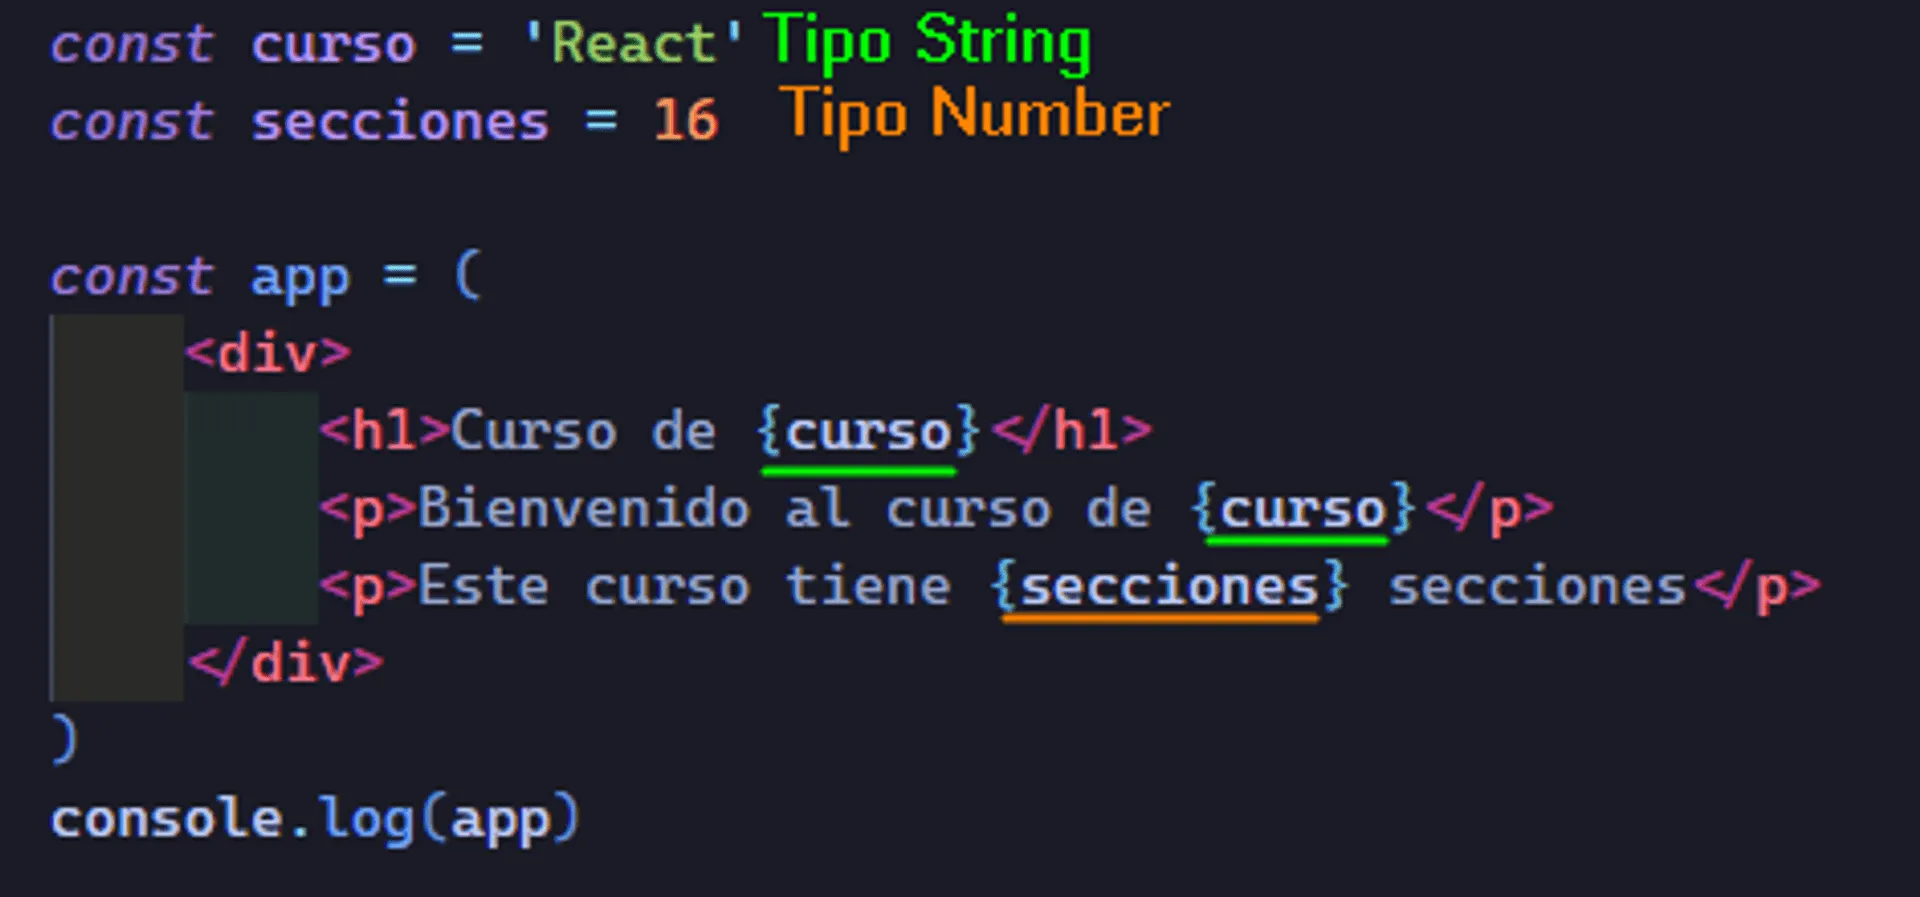 const curso = 'React' Tipo String
const secciones = 16 Tipo Number
const app = (
<div>
<h1>Curso de {curso}</h1>
<p>Bienvenido al curso de {curso}</p>
<p>Este curso tiene {secciones} secciones</p>
</div>
)
console.log(app)